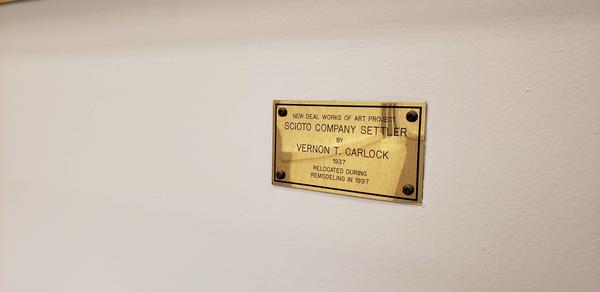 NEW DEAL WORKS OF ART PROJECT
SCIOTO COMPANY SETTLER
BY
VERNON T. CARLOCK
1937
RELOCATED DURING
REMODELING IN 1997